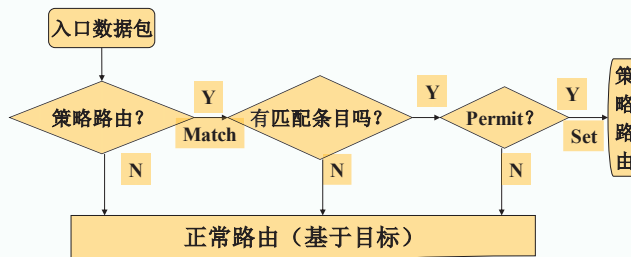 入口数据包
策略路由？
Y
Match
有匹配条目吗？
Y
Permit？
Y
Set
策
略
路
由
N
N
N
正常路由（基于目标）